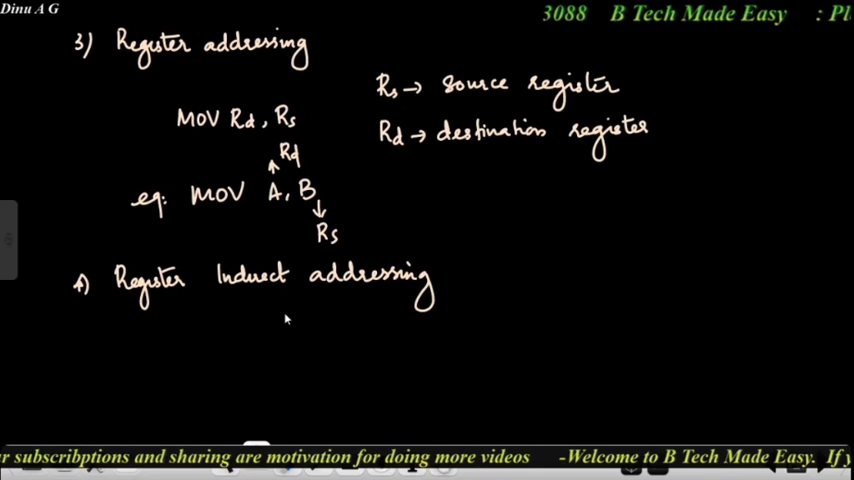 Dinu A G
3088 B Tech Made Easy : Pl
3) Register addressing
Rs → source register
MOV Rd, Rs
Rd → destination register
Rd
eg: MOV A, B
Rs
4) Register Indirect addressing
r subscribptions and sharing are motivation for doing more videos -Welcome to B Tech Made Easy. If y